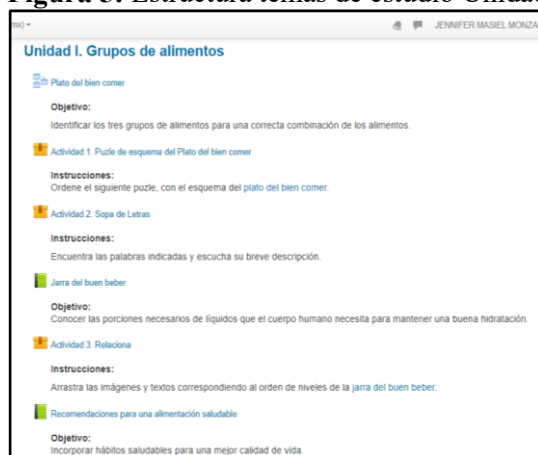 Figura 3. Estructura temas de estudio Unidad
mx)
JENNIFER MASIEL MONZA
Unidad I. Grupos de alimentos
Plato del bien comer
Objetivo:
Identificar los tres grupos de alimentos para una correcta combinación de los alimentos.
Actividad 1. Puzle de esquema del Plato del bien comer
Instrucciones:
Ordene el siguiente puzle, con el esquema del plato del bien comer.
Actividad 2. Sopa de Letras
Instrucciones:
Encuentra las palabras indicadas y escucha su breve descripción.
Jarra del buen beber
Objetivo:
Conocer las porciones necesarios de líquidos que el cuerpo humano necesita para mantener una buena hidratación.
Actividad 3. Relaciona
Instrucciones:
Arrastra las imágenes y textos correspondiendo al orden de niveles de la jarra del buen beber.
Recomendaciones para una alimentación saludable
Objetivo:
Incorporar hábitos saludables para una mejor calidad de vida.